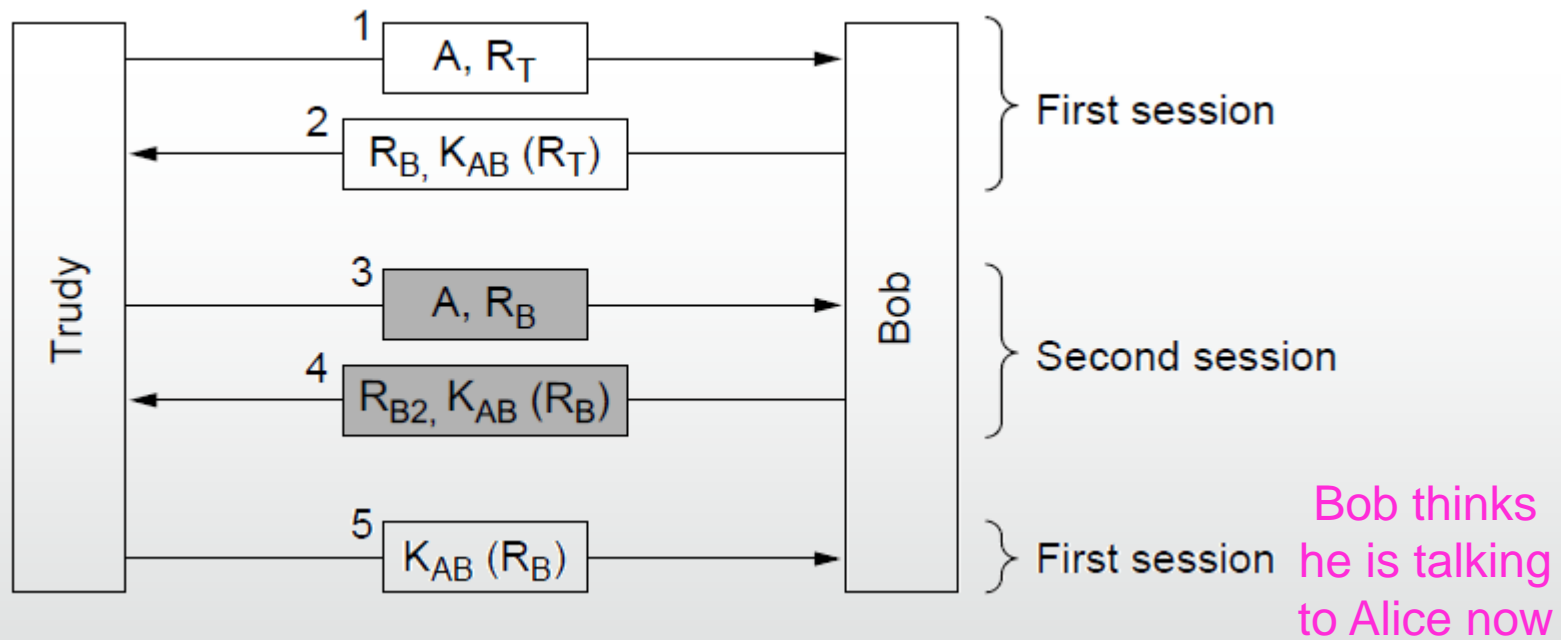 1
A, R_T
2
R_B, K_AB (R_T)
First session
Trudy
Bob
3
A, R_B
4
R_B2, K_AB (R_B)
Second session
5
K_AB (R_B)
First session
Bob thinks
he is talking
to Alice now